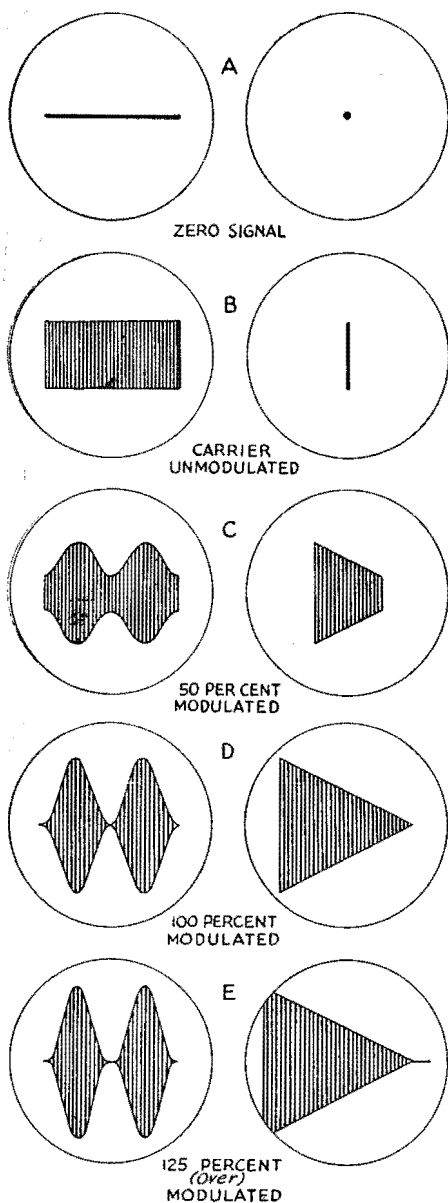 A
ZERO SIGNAL
B
CARRIER
UNMODULATED
C
50 PER CENT
MODULATED
D
100 PERCENT
MODULATED
E
125 PERCENT
(Over)
MODULATED